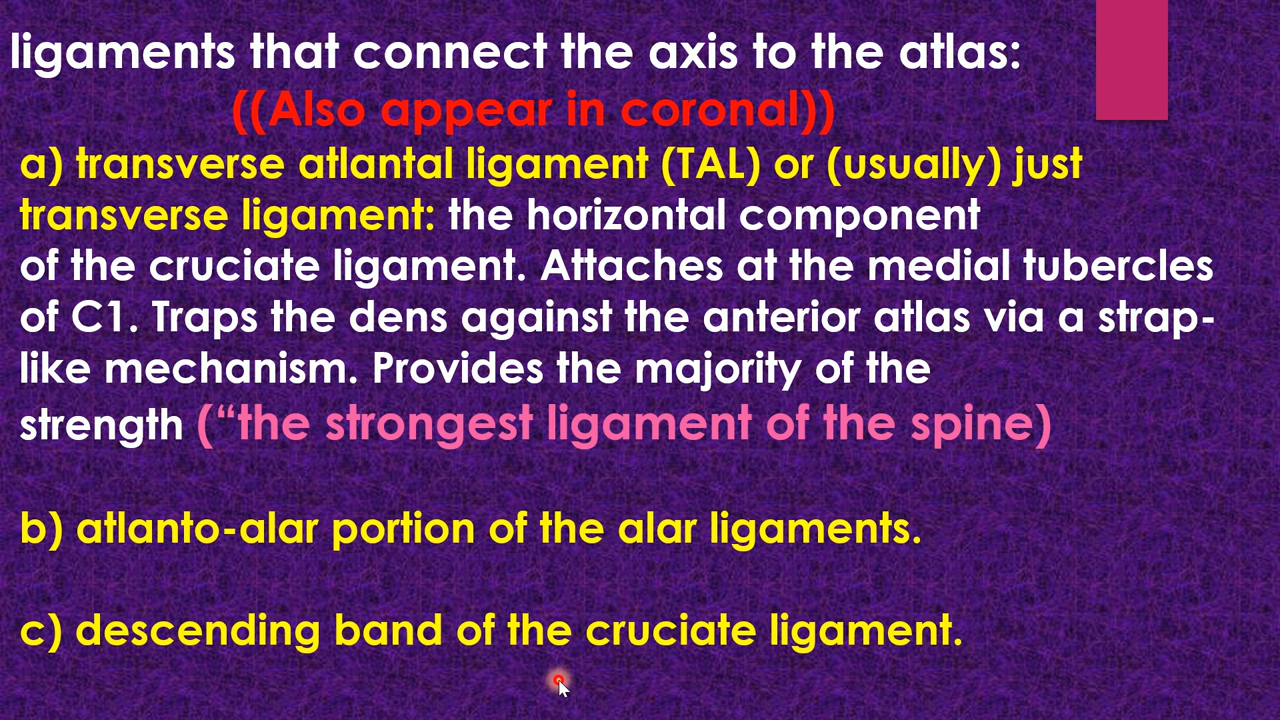 ligaments that connect the axis to the atlas:
((Also appear in coronal))
a) transverse atlantal ligament (TAL) or (usually) just
transverse ligament: the horizontal component
of the cruciate ligament. Attaches at the medial tubercles
of C1. Traps the dens against the anterior atlas via a strap-
like mechanism. Provides the majority of the
strength (“the strongest ligament of the spine)
b) atlanto-alar portion of the alar ligaments.
c) descending band of the cruciate ligament.